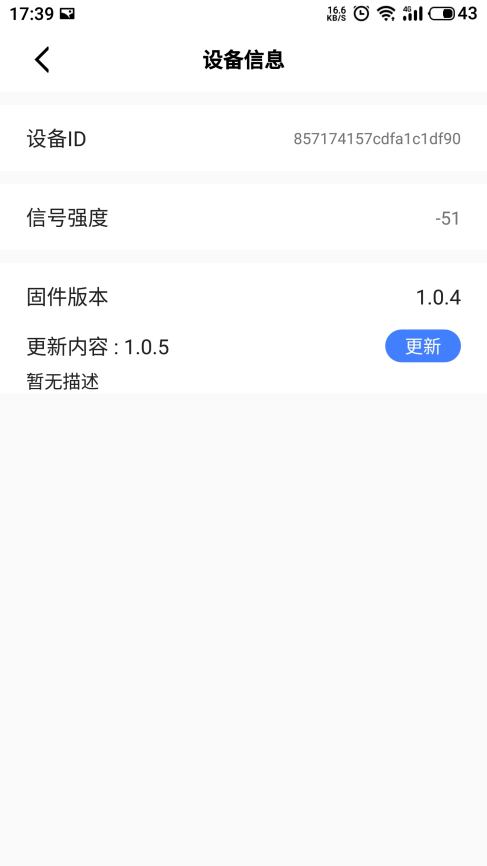 17:39 16.6 KB/S 4G 43
设备信息
设备ID 857174157cdfa1c1df90
信号强度 -51
固件版本 1.0.4
更新内容 : 1.0.5 更新
暂无描述